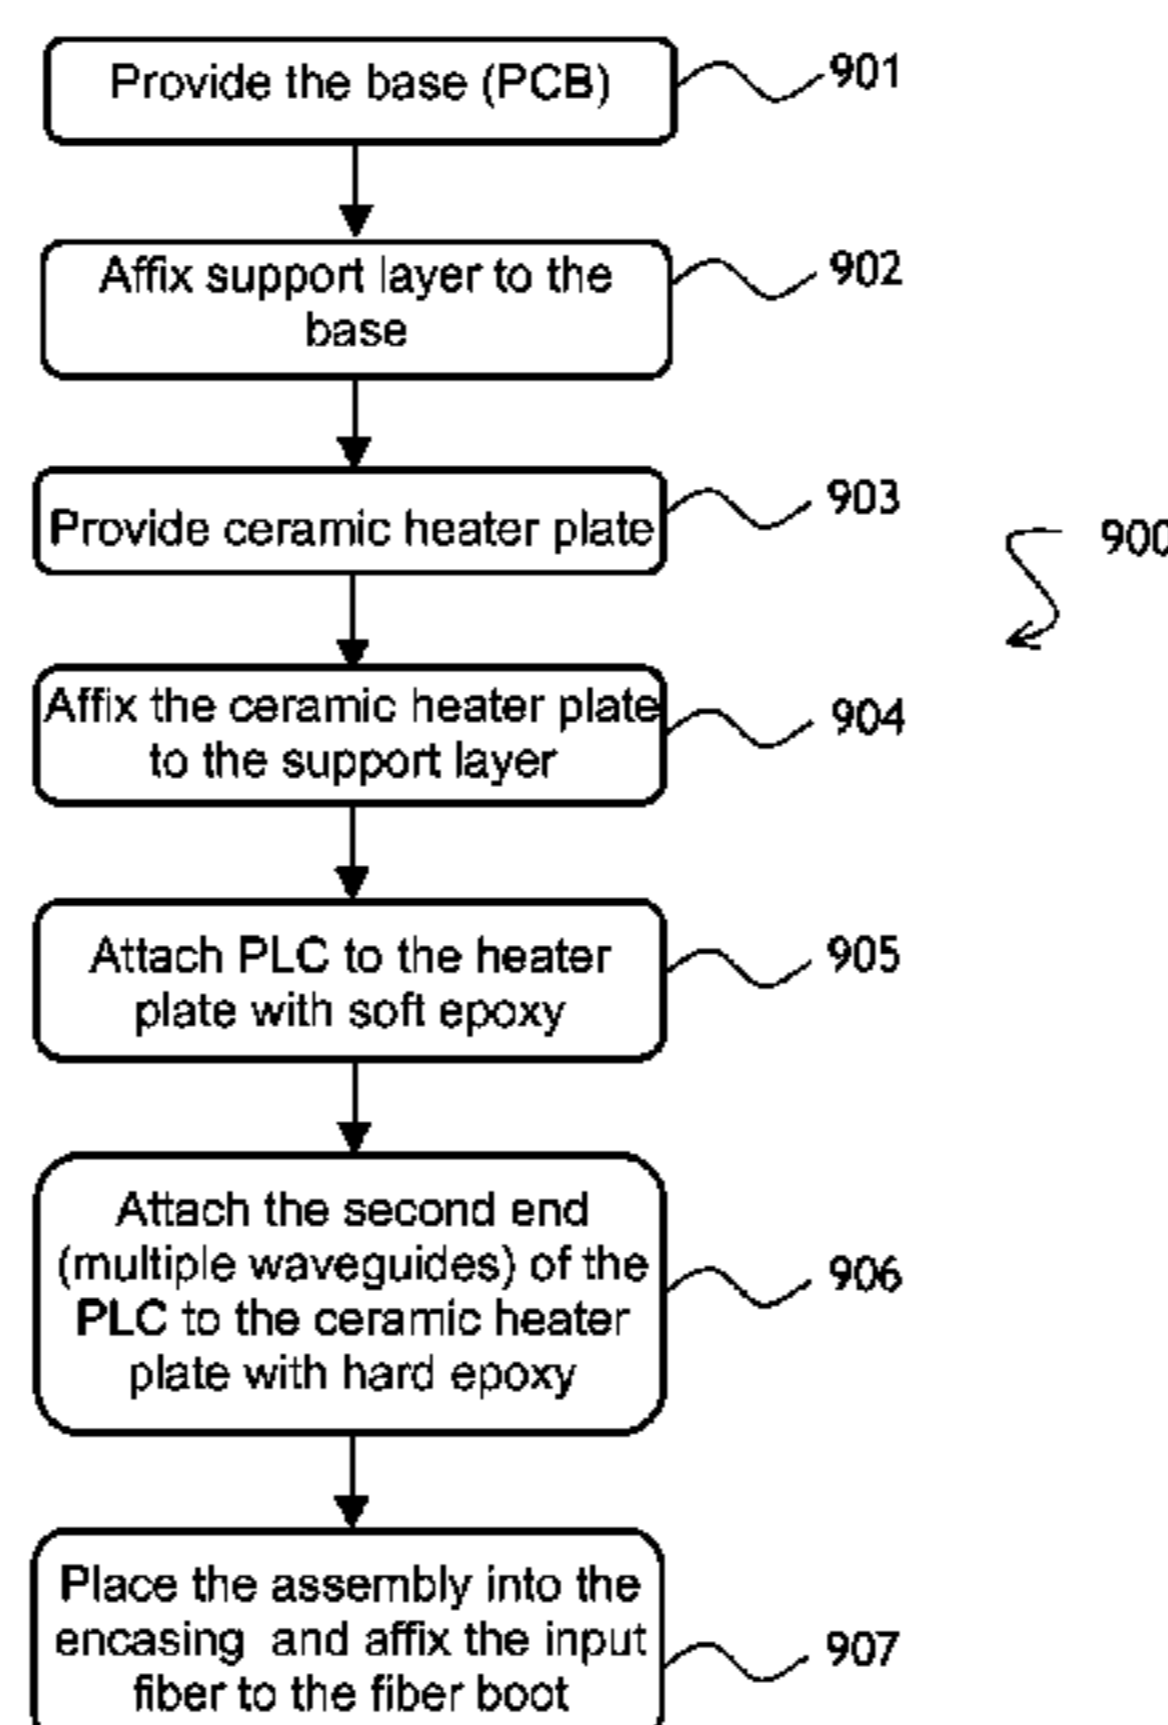 Provide the base (PCB)
901
Affix support layer to the
base
902
Provide ceramic heater plate
903
900
Affix the ceramic heater plate
to the support layer
904
Attach PLC to the heater
plate with soft epoxy
905
Attach the second end
(multiple waveguides) of the
PLC to the ceramic heater
plate with hard epoxy
906
Place the assembly into the
encasing and affix the input
fiber to the fiber boot
907